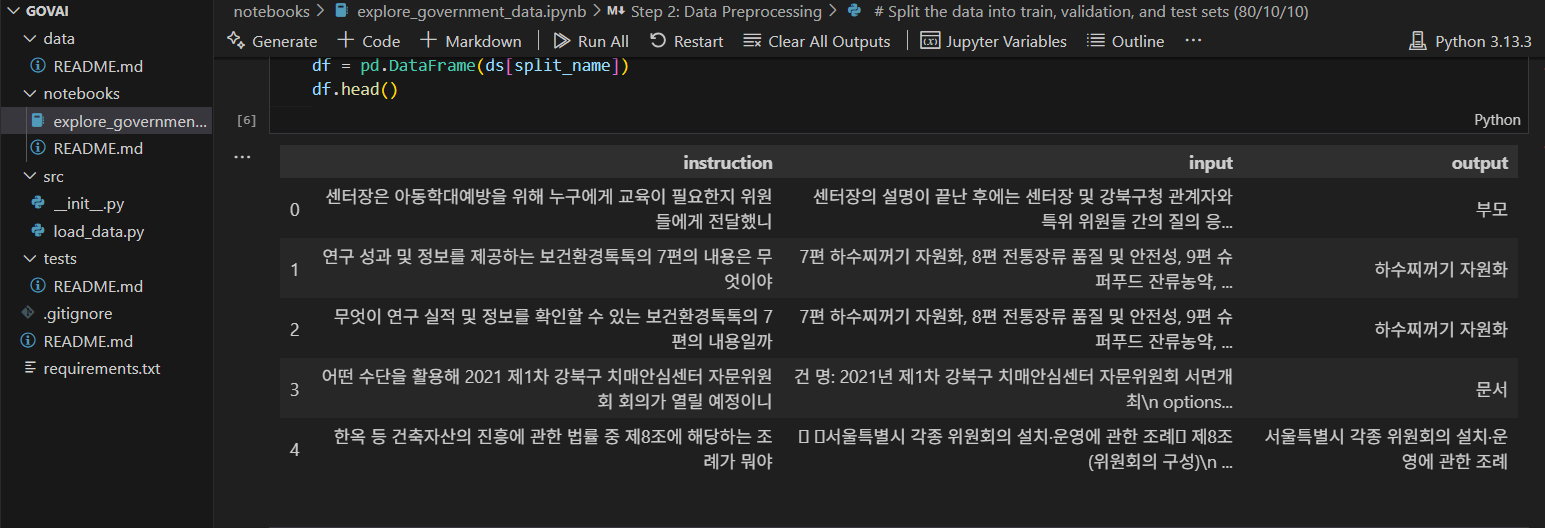 GOVAI
data
README.md
notebooks
explore_governmen...
README.md
src
__init__.py
load_data.py
tests
README.md
.gitignore
README.md
requirements.txt
notebooks > explore_government_data.ipynb > M↓ Step 2: Data Preprocessing > # Split the data into train, validation, and test sets (80/10/10)
Generate + Code + Markdown | Run All Restart Clear All Outputs | Jupyter Variables Outline ... Python 3.13.3
df = pd.DataFrame(ds[split_name])
df.head()
[6] Python
...
instruction input output
0 센터장은 아동학대예방을 위해 누구에게 교육이 필요한지 위원
들에게 전달했니
센터장의 설명이 끝난 후에는 센터장 및 강북구청 관계자와
특위 위원들 간의 질의 응...
부모
1 연구 성과 및 정보를 제공하는 보건환경톡톡의 7편의 내용은 무
엇이야
7편 하수찌꺼기 자원화, 8편 전통장류 품질 및 안전성, 9편 슈
퍼푸드 잔류농약, ...
하수찌꺼기 자원화
2 무엇이 연구 실적 및 정보를 확인할 수 있는 보건환경톡톡의 7
편의 내용일까
7편 하수찌꺼기 자원화, 8편 전통장류 품질 및 안전성, 9편 슈
퍼푸드 잔류농약, ...
하수찌꺼기 자원화
3 어떤 수단을 활용해 2021 제1차 강북구 치매안심센터 자문위원
회 회의가 열릴 예정이니
건 명: 2021년 제1차 강북구 치매안심센터 자문위원회 서면개
최\n options...
문서
4 한옥 등 건축자산의 진흥에 관한 법률 중 제8조에 해당하는 조
례가 뭐야
서울특별시 각종 위원회의 설치·운영에 관한 조례 제8조
(위원회의 구성)\n ...
서울특별시 각종 위원회의 설치·운
영에 관한 조례